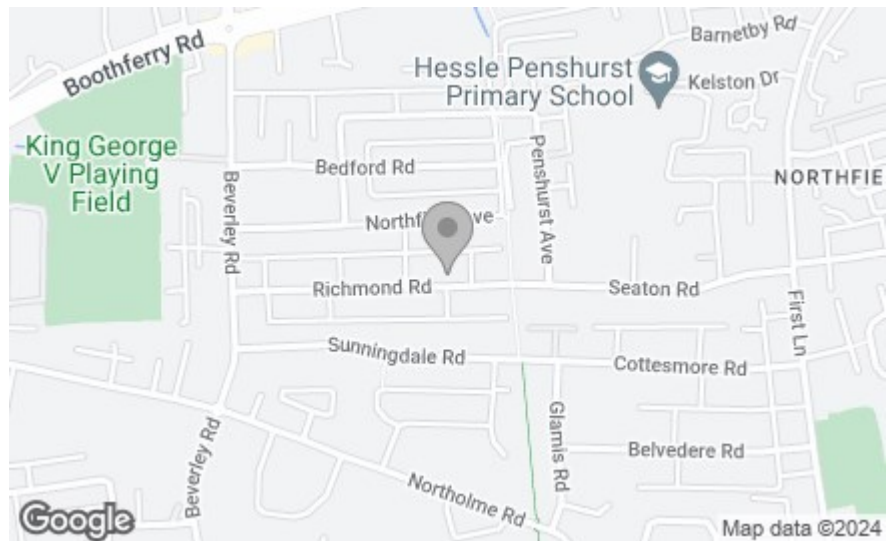 Boothferry Rd
Barnetby Rd
Hessle Penshurst
Primary School
Kelston Dr
King George
V Playing
Field
Beverley Rd
Bedford Rd
Penshurst Ave
NORTHFIE
Northfi
ve
Richmond Rd
Seaton Rd
First Ln
Sunningdale Rd
Cottesmore Rd
Glamis Rd
Beverley Rd
Belvedere Rd
Northolme Rd
Google
Map data ©2024